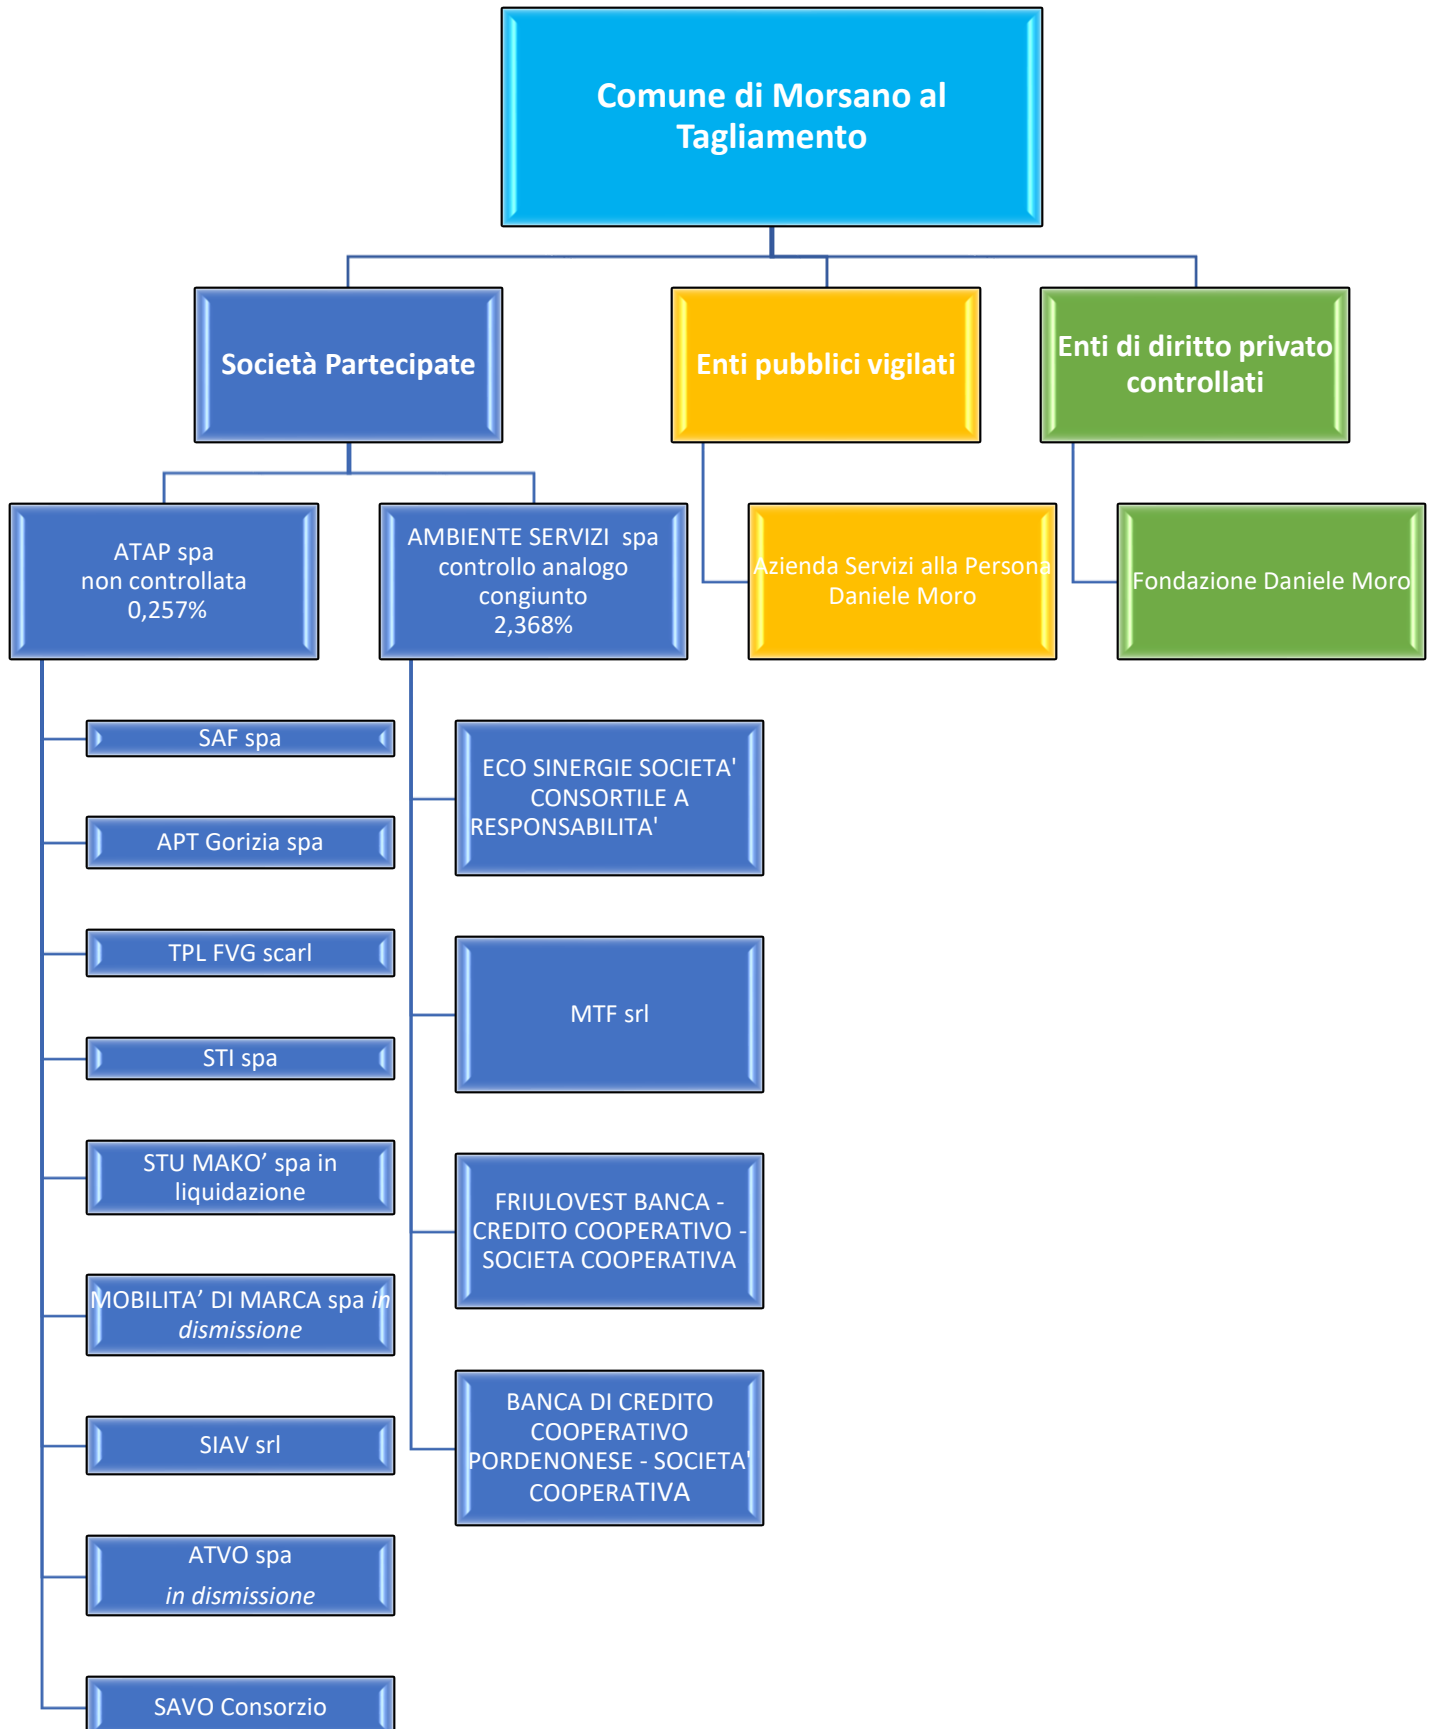 Comune di Morsano al
Tagliamento
Società Partecipate
Enti pubblici vigilati
Enti di diritto privato
controllati
ATAP spa
non controllata
0,257%
AMBIENTE SERVIZI spa
controllo analogo
congiunto
2,368%
Azienda Servizi alla Persona
Daniele Moro
Fondazione Daniele Moro
SAF spa
APT Gorizia spa
TPL FVG scarl
STI spa
STU MAKO’ spa in
liquidazione
MOBILITA’ DI MARCA spa in
dismissione
SIAV srl
ATVO spa
in dismissione
SAVO Consorzio
ECO SINERGIE SOCIETA'
CONSORTILE A
RESPONSABILITA'
MTF srl
FRIULOVEST BANCA -
CREDITO COOPERATIVO -
SOCIETA COOPERATIVA
BANCA DI CREDITO
COOPERATIVO
PORDENONESE - SOCIETA'
COOPERATIVA